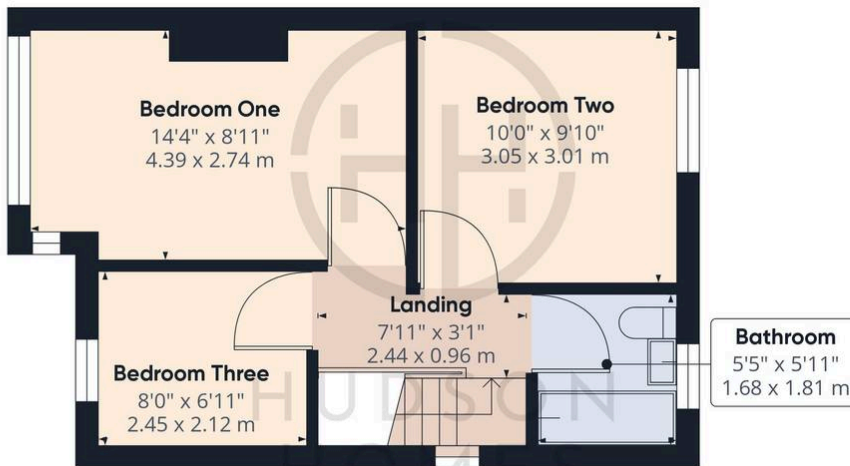 Bedroom One
14'4" x 8'11"
4.39 x 2.74 m
Bedroom Two
10'0" x 9'10"
3.05 x 3.01 m
Landing
7'11" x 3'1"
2.44 x 0.96 m
Bathroom
5'5" x 5'11"
1.68 x 1.81 m
Bedroom Three
8'0" x 6'11"
2.45 x 2.12 m
HUDSON
HOMES